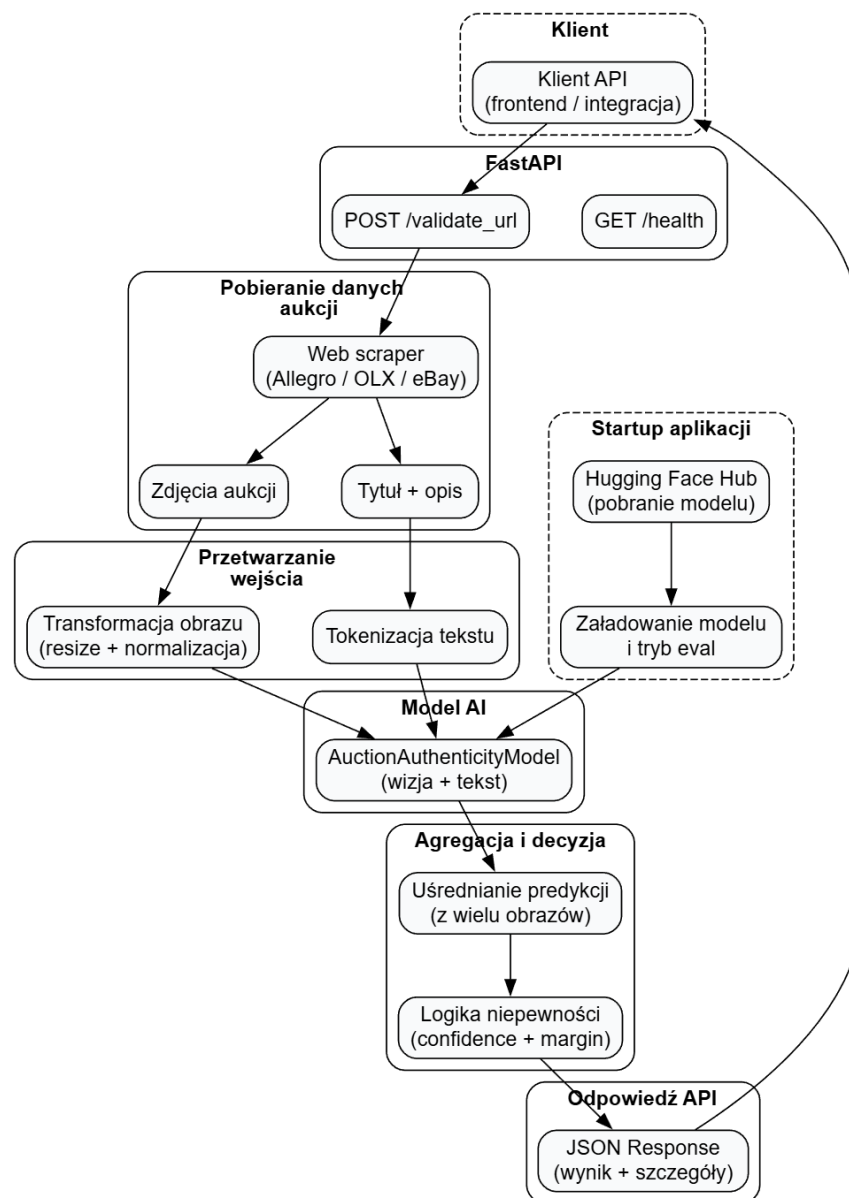 Klient
Klient API
(frontend / integracja)
FastAPI
POST /validate_url
GET /health
Pobieranie danych
aukcji
Web scraper
(Allegro / OLX / eBay)
Zdjęcia aukcji
Tytuł + opis
Startup aplikacji
Hugging Face Hub
(pobranie modelu)
Przetwarzanie
wejścia
Transformacja obrazu
(resize + normalizacja)
Tokenizacja tekstu
Załadowanie modelu
i tryb eval
Model AI
AuctionAuthenticityModel
(wizja + tekst)
Agregacja i decyzja
Uśrednianie predykcji
(z wielu obrazów)
Logika niepewności
(confidence + margin)
Odpowiedź API
JSON Response
(wynik + szczegóły)